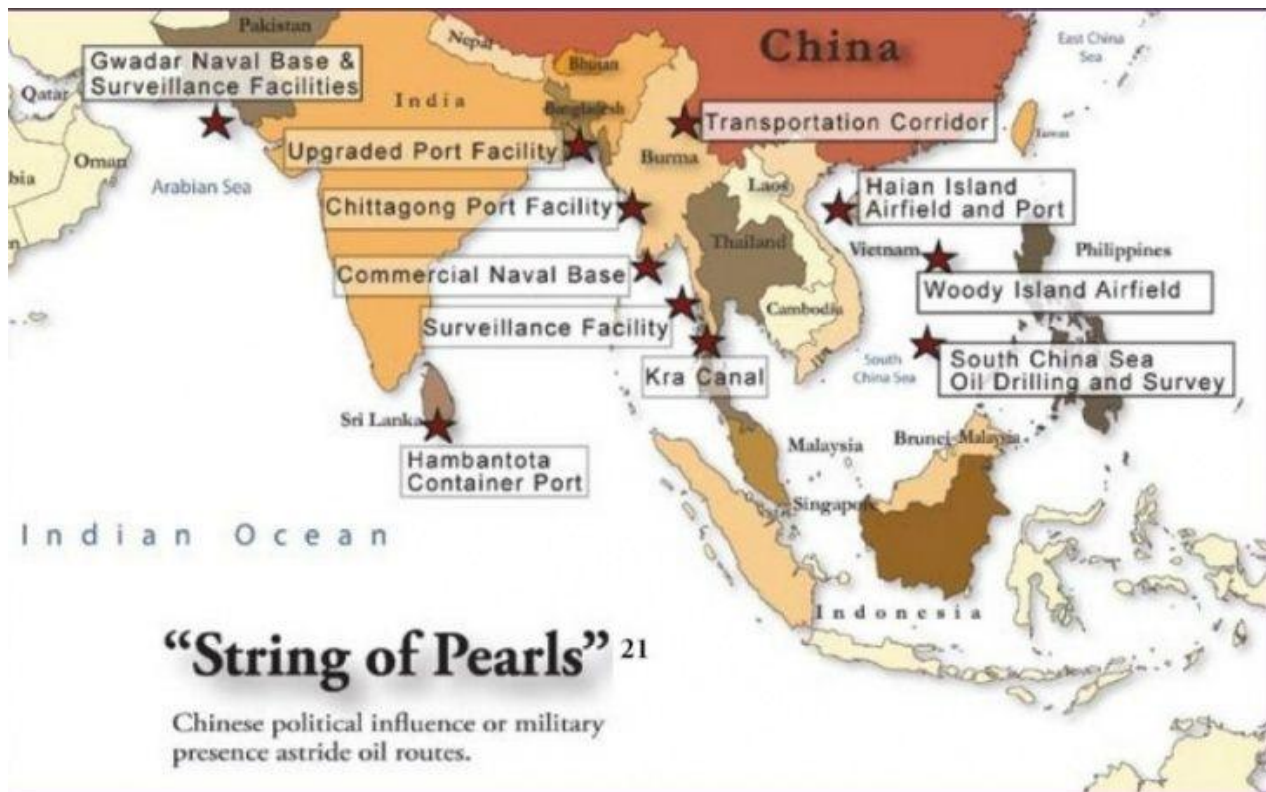 Pakistan
Nepal
China
East China
Sea
Gwadar Naval Base &
Surveillance Facilities
Bhutan
Qatar
India
Bangladesh
Transportation Corridor
Taiwan
Upgraded Port Facility
Burma
Oman
bia
Arabian Sea
Laos
Haian Island
Airfield and Port
Chittagong Port Facility
Thailand
Vietnam
Philippines
Commercial Naval Base
Woody Island Airfield
Cambodia
Surveillance Facility
South
China Sea
South China Sea
Oil Drilling and Survey
Kra Canal
Sri Lanka
Malaysia
Brunei
Malaysia
Hambantota
Container Port
Singapore
Indian Ocean
Indonesia
“String of Pearls” 21
Chinese political influence or military
presence astride oil routes.